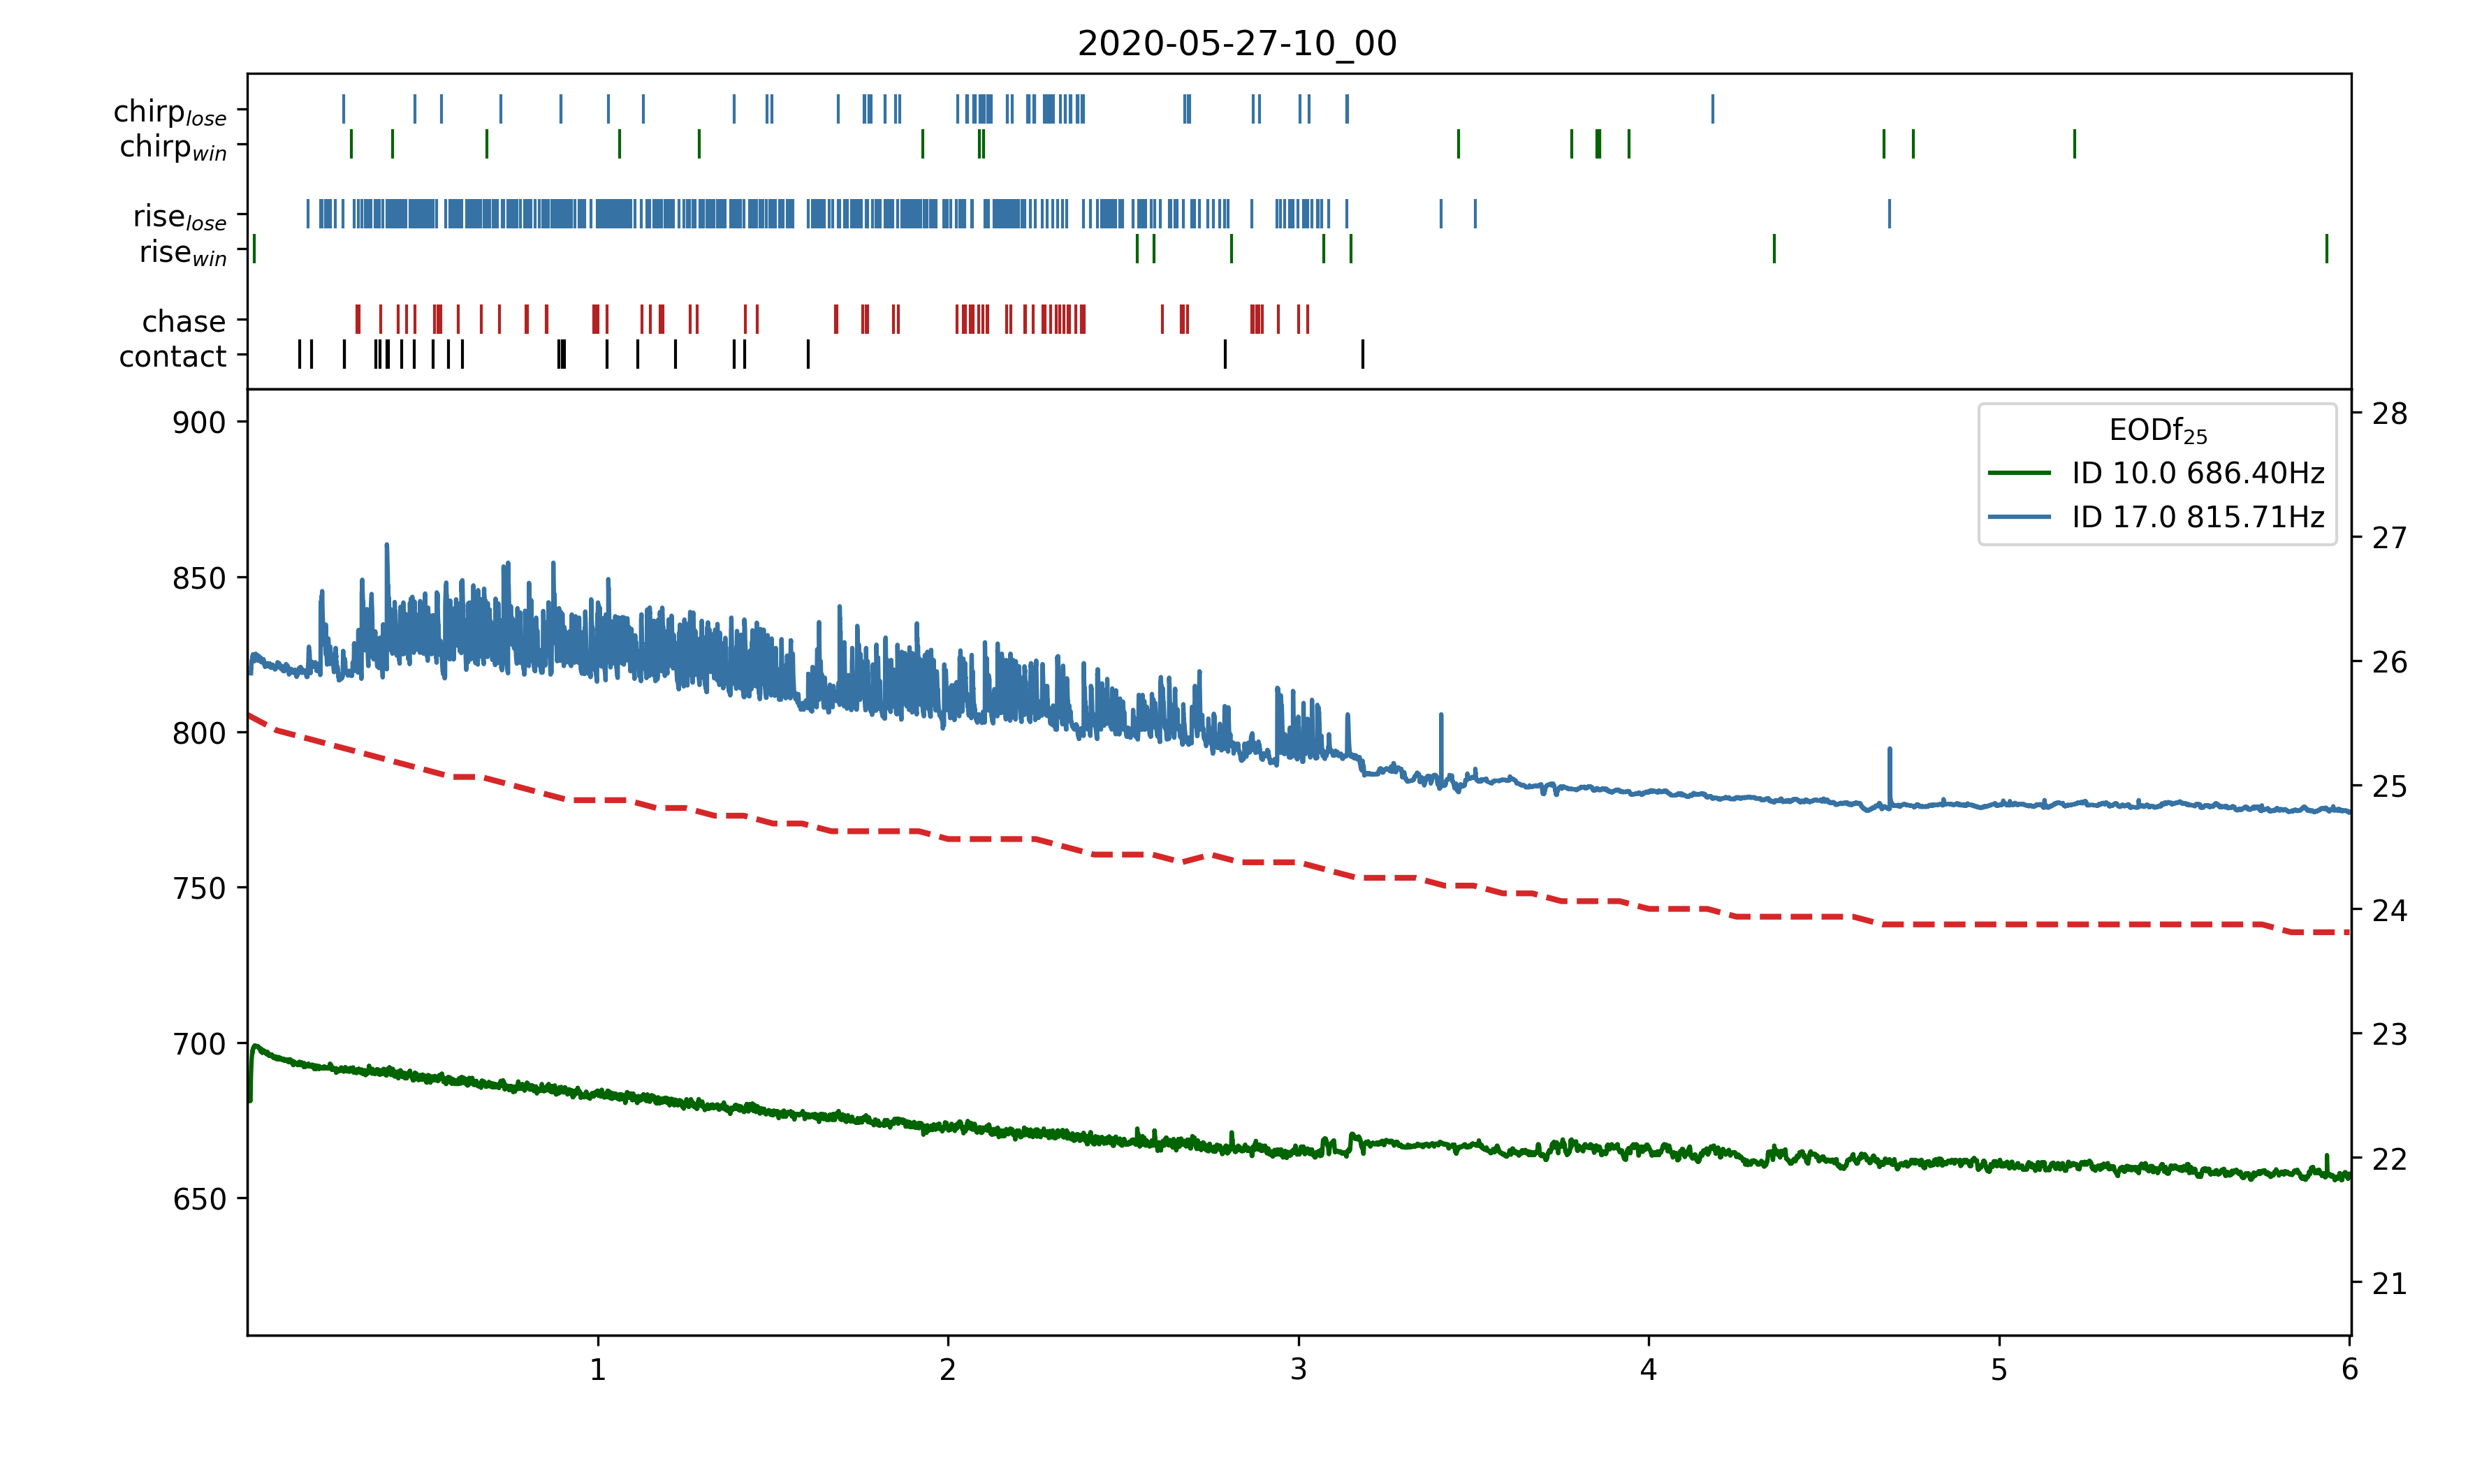 2020-05-27-10_00
chirp lose
chirp win
rise lose
rise win
chase
contact
900
850
800
750
700
650
28
27
26
25
24
23
22
21
EODf25
ID 10.0 686.40Hz
ID 17.0 815.71Hz
1 2 3 4 5 6